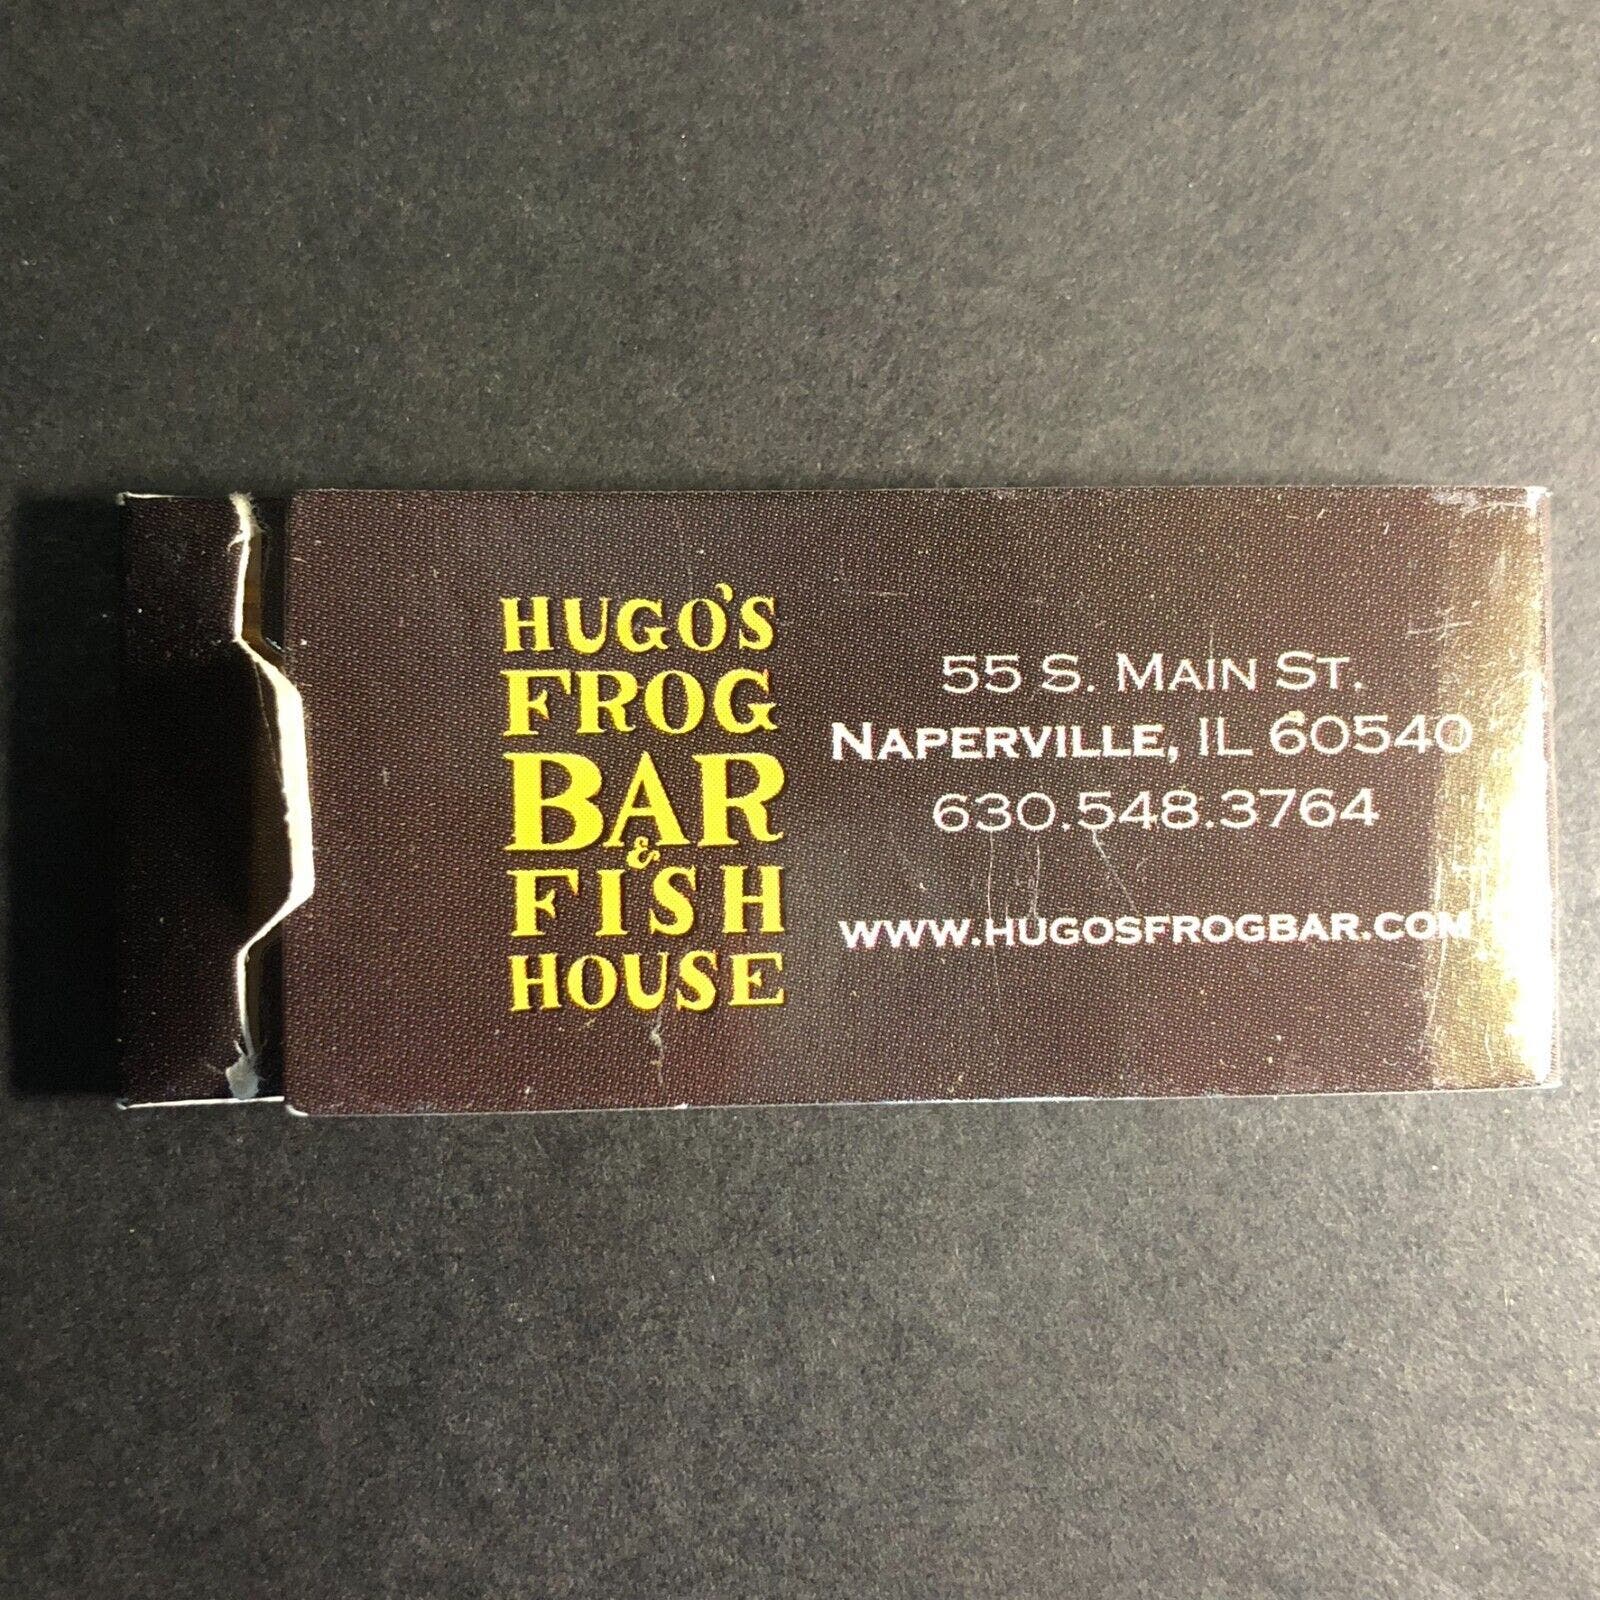 HUGO'S
FROG
BAR
&
FISH
HOUSE
55 S. MAIN ST.
NAPERVILLE, IL 60540
630.548.3764
WWW.HUGOSFROGBAR.COM